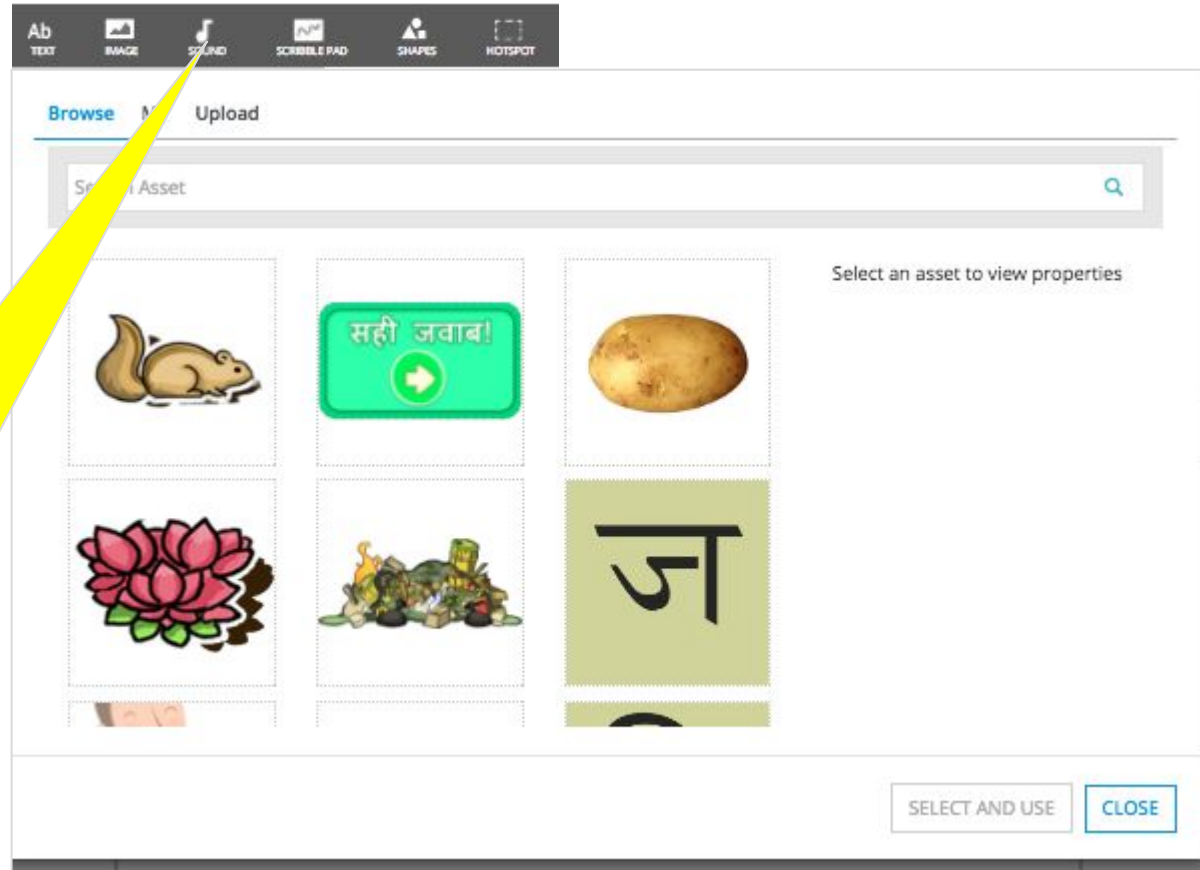 Ab
TEXT IMAGE SOUND SCRIBBLE PAD SHAPES HOTSPOT
Browse Upload
Asset
Select an asset to view properties
सही जवाब!
ज
SELECT AND USE CLOSE